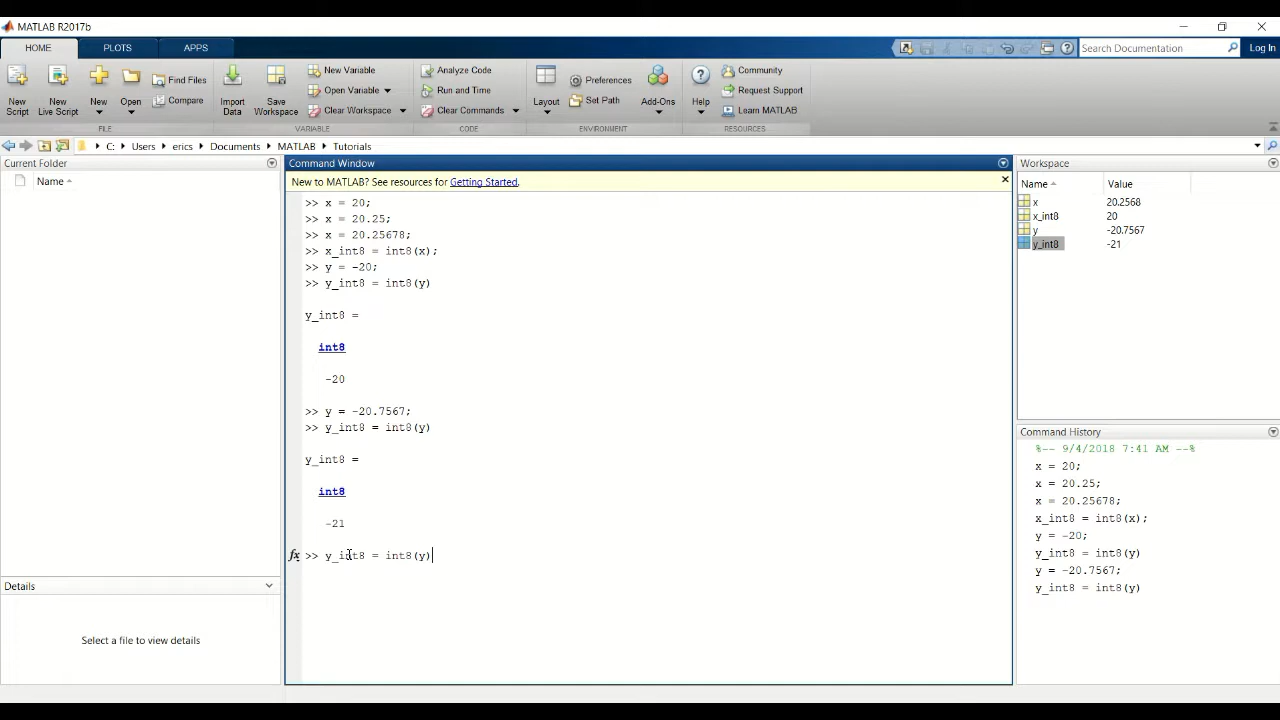 MATLAB R2017b
HOME PLOTS APPS
Search Documentation
Log In
New Script
New Live Script
New
Open
Find Files
Compare
Import Data
Save Workspace
New Variable
Open Variable
Clear Workspace
Analyze Code
Run and Time
Clear Commands
Layout
Preferences
Set Path
Add-Ons
Help
Community
Request Support
Learn MATLAB
FILE VARIABLE CODE ENVIRONMENT RESOURCES
C: Users erics Documents MATLAB Tutorials
Current Folder
Name
Details
Select a file to view details
Command Window
New to MATLAB? See resources for Getting Started.
>> x = 20;
>> x = 20.25;
>> x = 20.25678;
>> x_int8 = int8(x);
>> y = -20;
>> y_int8 = int8(y)
y_int8 =
int8
-20
>> y = -20.7567;
>> y_int8 = int8(y)
y_int8 =
int8
-21
fx >> y_int8 = int8(y)
Workspace
Name Value
x 20.2568
x_int8 20
y -20.7567
y_int8 -21
Command History
%-- 9/4/2018 7:41 AM --%
x = 20;
x = 20.25;
x = 20.25678;
x_int8 = int8(x);
y = -20;
y_int8 = int8(y)
y = -20.7567;
y_int8 = int8(y)